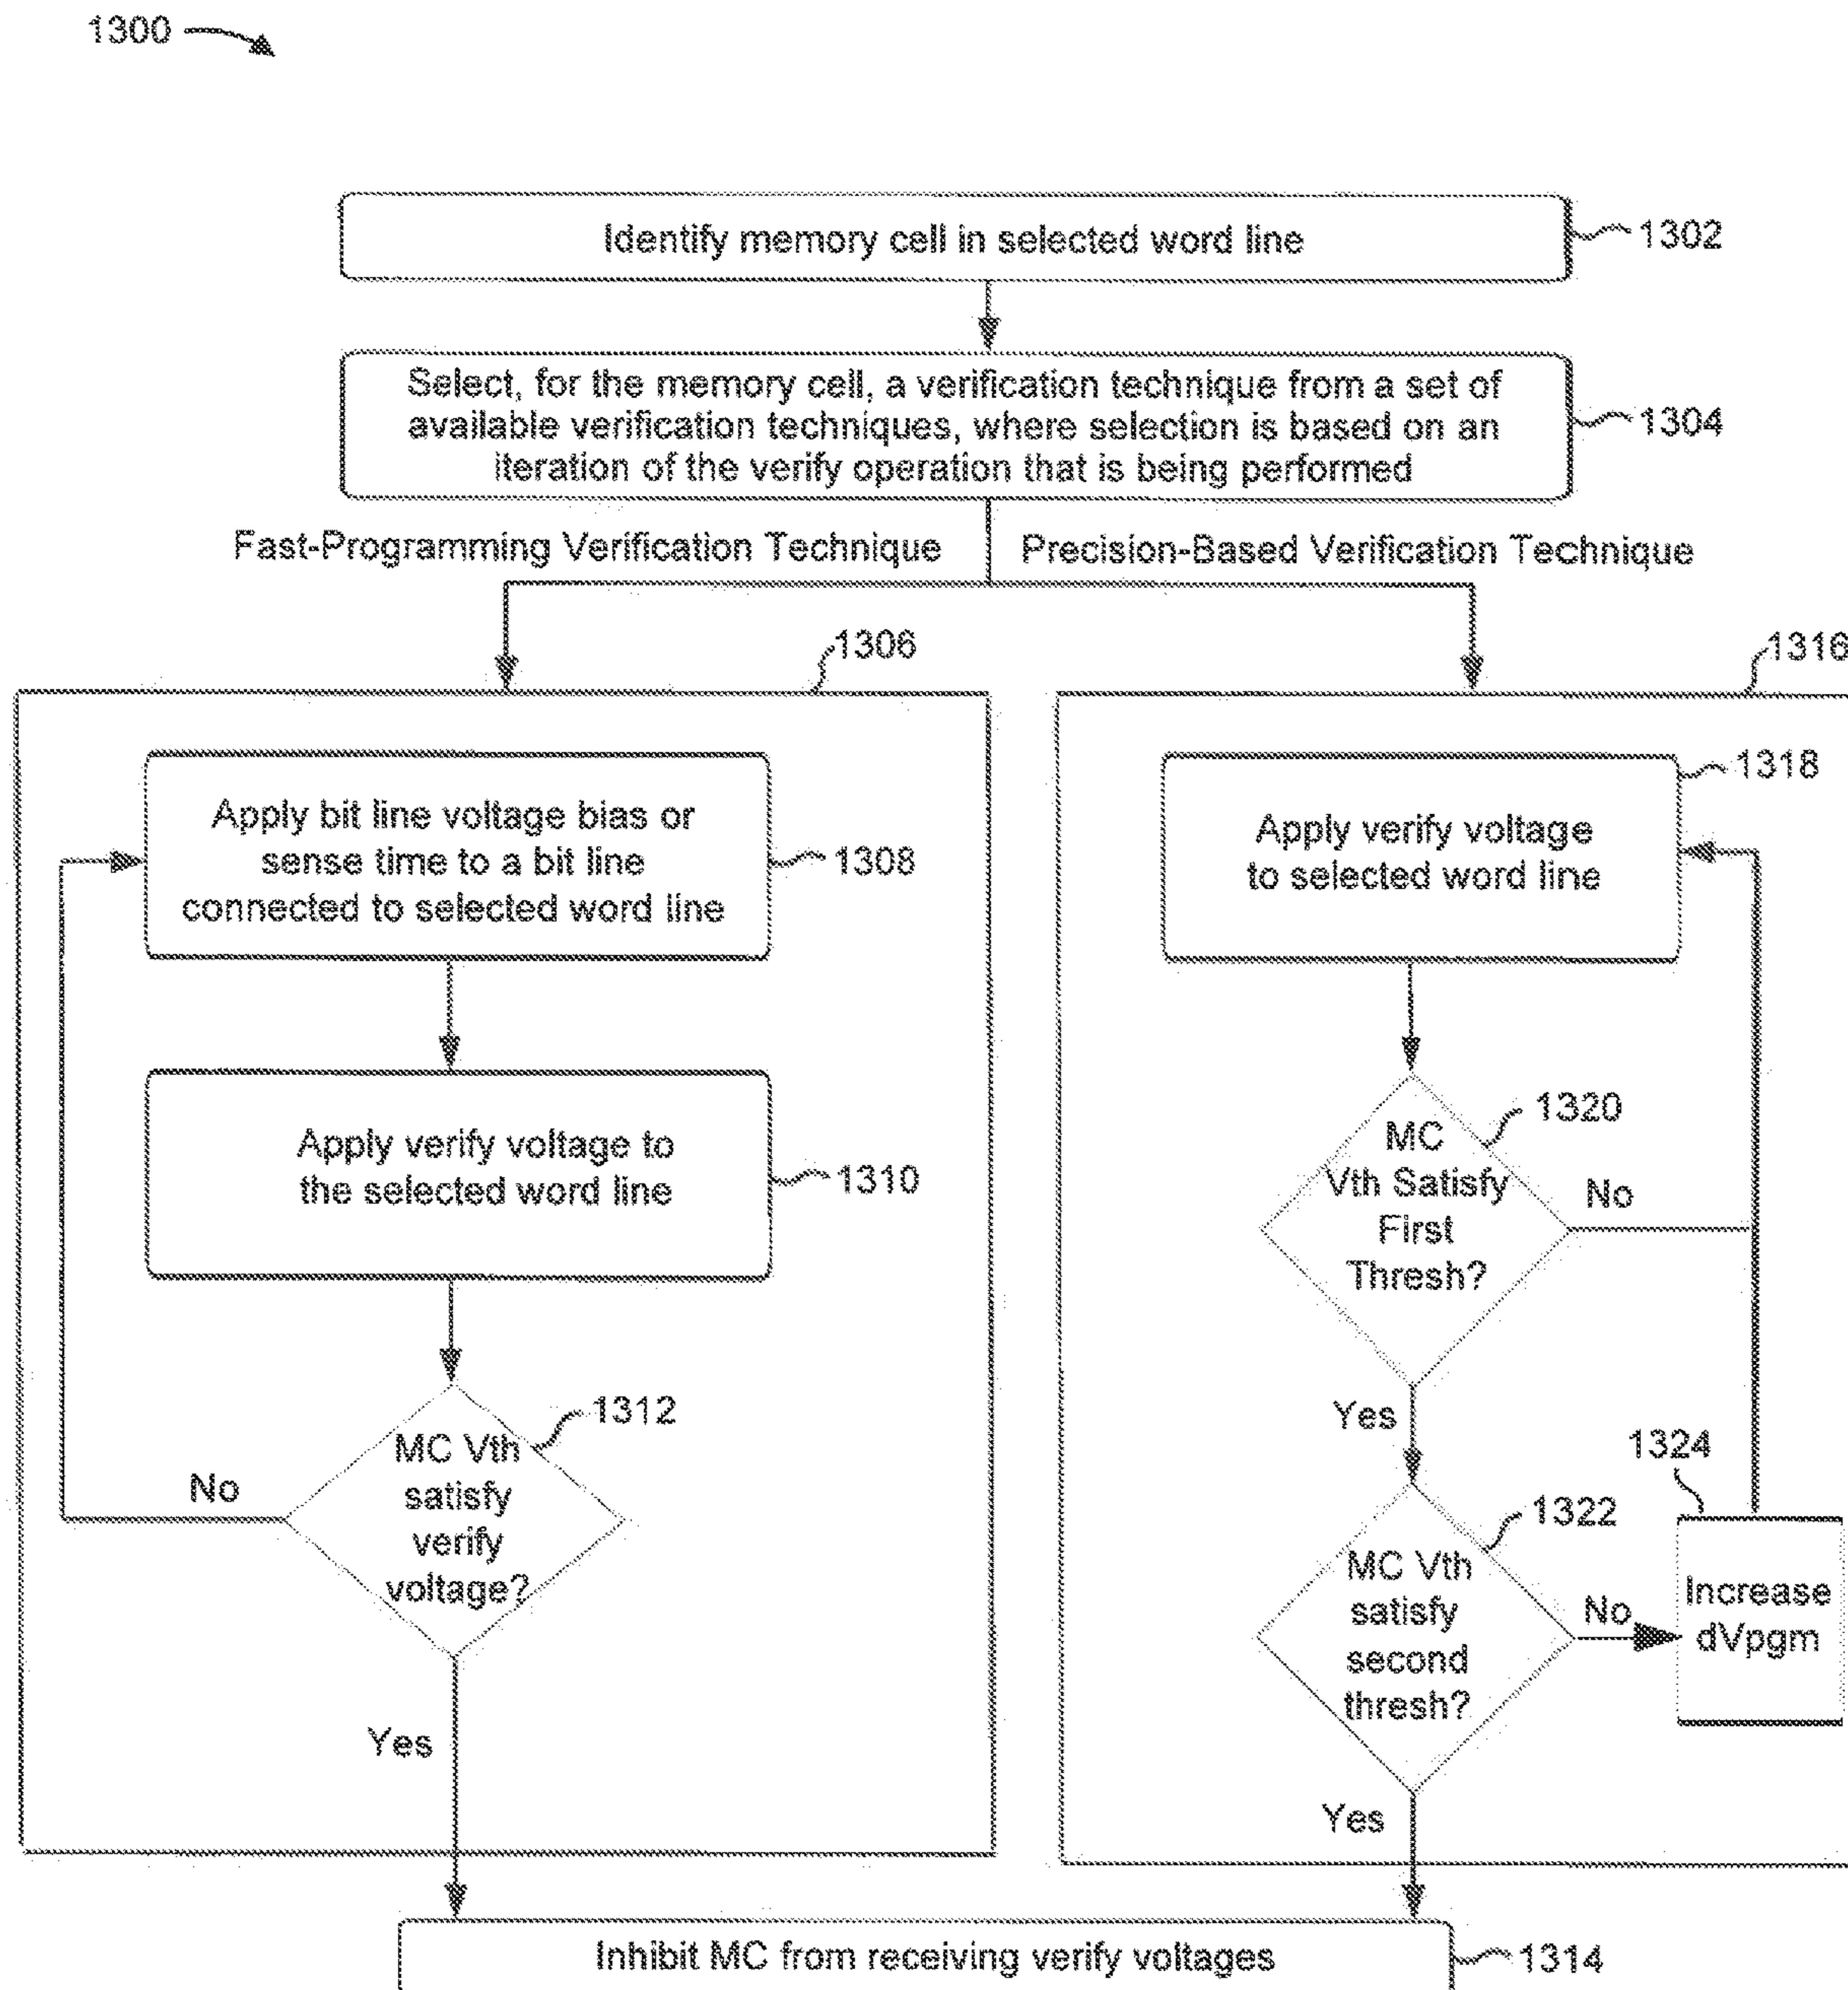 1300
Identify memory cell in selected word line
1302
Select, for the memory cell, a verification technique from a set of
available verification techniques, where selection is based on an
iteration of the verify operation that is being performed
1304
Fast-Programming Verification Technique
Precision-Based Verification Technique
1306
1316
Apply bit line voltage bias or
sense time to a bit line
connected to selected word line
1308
Apply verify voltage
to selected word line
1318
Apply verify voltage to
the selected word line
1310
MC
Vth Satisfy
First
Thresh?
1320
No
Yes
MC Vth
satisfy
verify
voltage?
1312
No
Yes
MC Vth
satisfy
second
thresh?
1322
No
1324
Increase
dVpgm
Yes
Inhibit MC from receiving verify voltages
1314